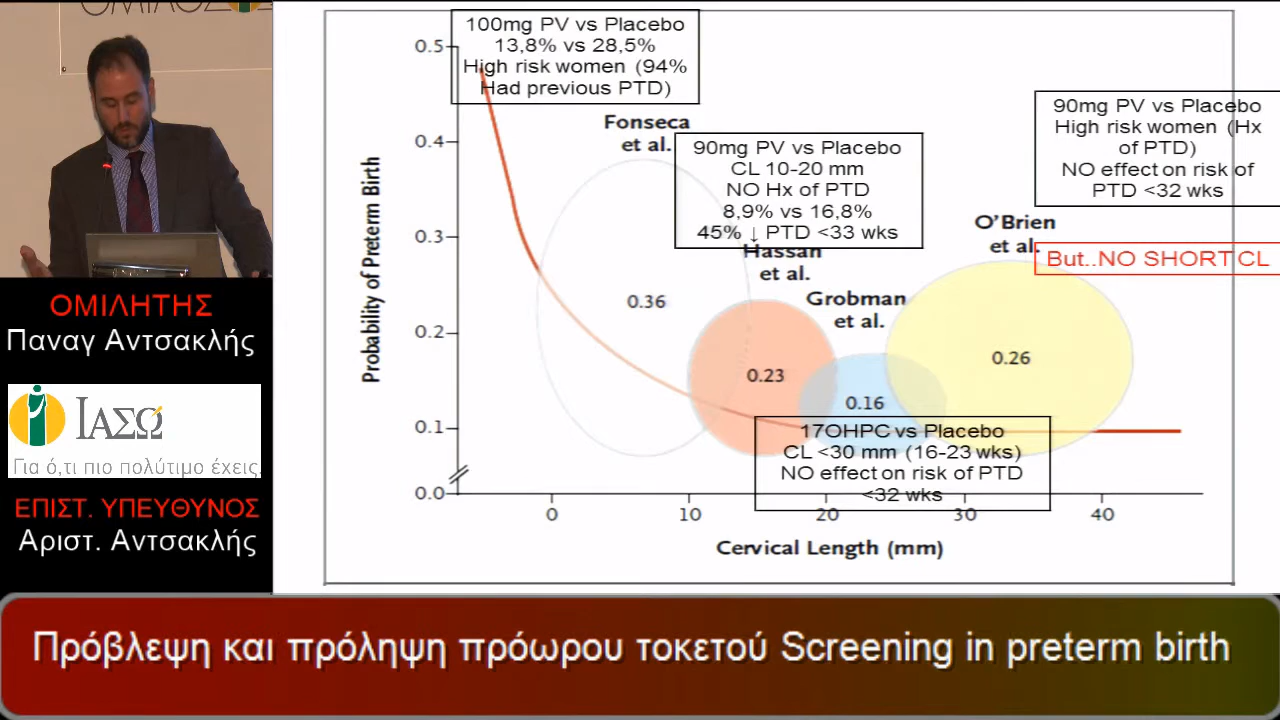 ΟΜΙΛΟΣ
ΟΜΙΛΗΤΗΣ
Παναγ Αντσακλής
ΙΑΣΩ
Για ό,τι πιο πολύτιμο έχεις.
ΕΠΙΣΤ. ΥΠΕΥΘΥΝΟΣ
Αριστ. Αντσακλής
100mg PV vs Placebo
13,8% vs 28,5%
High risk women (94%
Had previous PTD)
Fonseca
et al.
90mg PV vs Placebo
CL 10-20 mm
NO Hx of PTD
8,9% vs 16,8%
45% ↓ PTD <33 wks
Hassan
et al.
Grobman
et al.
90mg PV vs Placebo
High risk women (Hx
of PTD)
NO effect on risk of
PTD <32 wks
O'Brien
et al.
But..NO SHORT CL
0.36
0.23
0.16
0.26
17OHPC vs Placebo
CL <30 mm (16-23 wks)
NO effect on risk of PTD
<32 wks
Probability of Preterm Birth
0.5
0.4
0.3
0.2
0.1
0.0
0 10 20 30 40
Cervical Length (mm)
Πρόβλεψη και πρόληψη πρόωρου τοκετού Screening in preterm birth